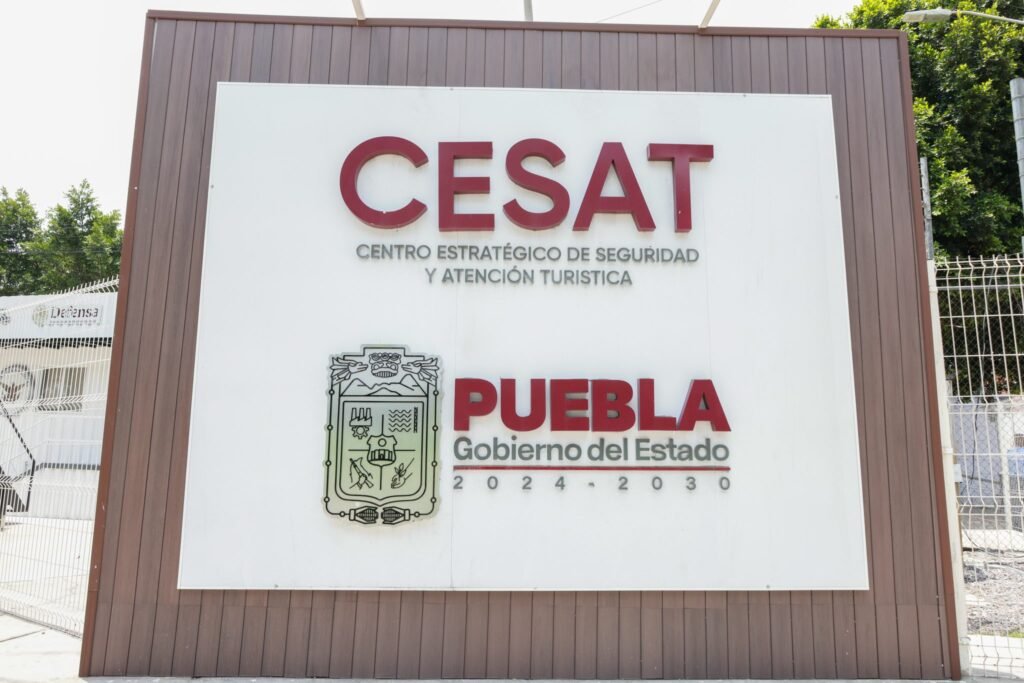 CESAT
CENTRO ESTRATÉGICO DE SEGURIDAD
Y ATENCIÓN TURISTICA
PUEBLA
Gobierno del Estado
2024-2030
Defensa